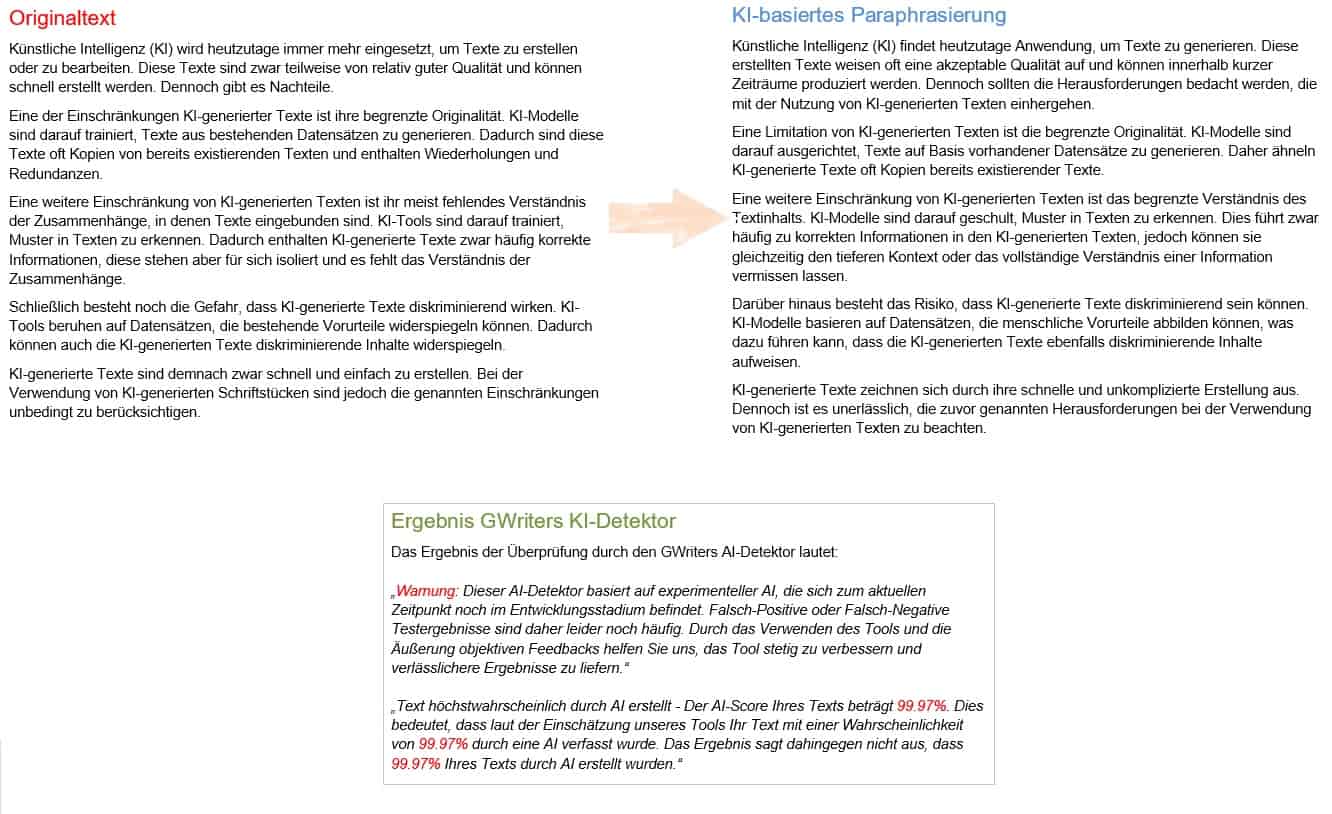 Originaltext
Künstliche Intelligenz (KI) wird heutzutage immer mehr eingesetzt, um Texte zu erstellen
oder zu bearbeiten. Diese Texte sind zwar teilweise von relativ guter Qualität und können
schnell erstellt werden. Dennoch gibt es Nachteile.
Eine der Einschränkungen KI-generierter Texte ist ihre begrenzte Originalität. KI-Modelle
sind darauf trainiert, Texte aus bestehenden Datensätzen zu generieren. Dadurch sind diese
Texte oft Kopien von bereits existierenden Texten und enthalten Wiederholungen und
Redundanzen.
Eine weitere Einschränkung von KI-generierten Texten ist ihr meist fehlendes Verständnis
der Zusammenhänge, in denen Texte eingebunden sind. KI-Tools sind darauf trainiert,
Muster in Texten zu erkennen. Dadurch enthalten KI-generierte Texte zwar häufig korrekte
Informationen, diese stehen aber für sich isoliert und es fehlt das Verständnis der
Zusammenhänge.
Schließlich besteht noch die Gefahr, dass KI-generierte Texte diskriminierend wirken. KI-
Tools beruhen auf Datensätzen, die bestehende Vorurteile widerspiegeln können. Dadurch
können auch die KI-generierten Texte diskriminierende Inhalte widerspiegeln.
KI-generierte Texte sind demnach zwar schnell und einfach zu erstellen. Bei der
Verwendung von KI-generierten Schriftstücken sind jedoch die genannten Einschränkungen
unbedingt zu berücksichtigen.
KI-basiertes Paraphrasierung
Künstliche Intelligenz (KI) findet heutzutage Anwendung, um Texte zu generieren. Diese
erstellten Texte weisen oft eine akzeptable Qualität auf und können innerhalb kurzer
Zeiträume produziert werden. Dennoch sollten die Herausforderungen bedacht werden, die
mit der Nutzung von KI-generierten Texten einhergehen.
Eine Limitation von KI-generierten Texten ist die begrenzte Originalität. KI-Modelle sind
darauf ausgerichtet, Texte auf Basis vorhandener Datensätze zu generieren. Daher ähneln
KI-generierte Texte oft Kopien bereits existierender Texte.
Eine weitere Einschränkung von KI-generierten Texten ist das begrenzte Verständnis des
Textinhalts. KI-Modelle sind darauf geschult, Muster in Texten zu erkennen. Dies führt zwar
häufig zu korrekten Informationen in den KI-generierten Texten, jedoch können sie
gleichzeitig den tieferen Kontext oder das vollständige Verständnis einer Information
vermissen lassen.
Darüber hinaus besteht das Risiko, dass KI-generierte Texte diskriminierend sein können.
KI-Modelle basieren auf Datensätzen, die menschliche Vorurteile abbilden können, was
dazu führen kann, dass die KI-generierten Texte ebenfalls diskriminierende Inhalte
aufweisen.
KI-generierte Texte zeichnen sich durch ihre schnelle und unkomplizierte Erstellung aus.
Dennoch ist es unerlässlich, die zuvor genannten Herausforderungen bei der Verwendung
von KI-generierten Texten zu beachten.
Ergebnis GWriters KI-Detektor
Das Ergebnis der Überprüfung durch den GWriters AI-Detektor lautet:
„Warnung: Dieser AI-Detektor basiert auf experimenteller AI, die sich zum aktuellen
Zeitpunkt noch im Entwicklungsstadium befindet. Falsch-Positive oder Falsch-Negative
Testergebnisse sind daher leider noch häufig. Durch das Verwenden des Tools und die
Äußerung objektiven Feedbacks helfen Sie uns, das Tool stetig zu verbessern und
verlässlichere Ergebnisse zu liefern.“
„Text höchstwahrscheinlich durch AI erstellt - Der AI-Score Ihres Texts beträgt 99.97%. Dies
bedeutet, dass laut der Einschätzung unseres Tools Ihr Text mit einer Wahrscheinlichkeit
von 99.97% durch eine AI verfasst wurde. Das Ergebnis sagt dahingegen nicht aus, dass
99.97% Ihres Texts durch AI erstellt wurden.“